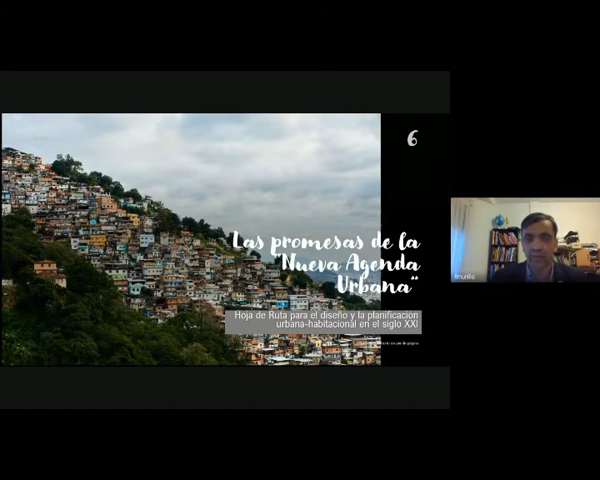 6
Las promesas de la
"Nueva Agenda
Urbana"
Hoja de Ruta para el diseño y la planificación
urbana-habitacional en el siglo XXI
fmurillo